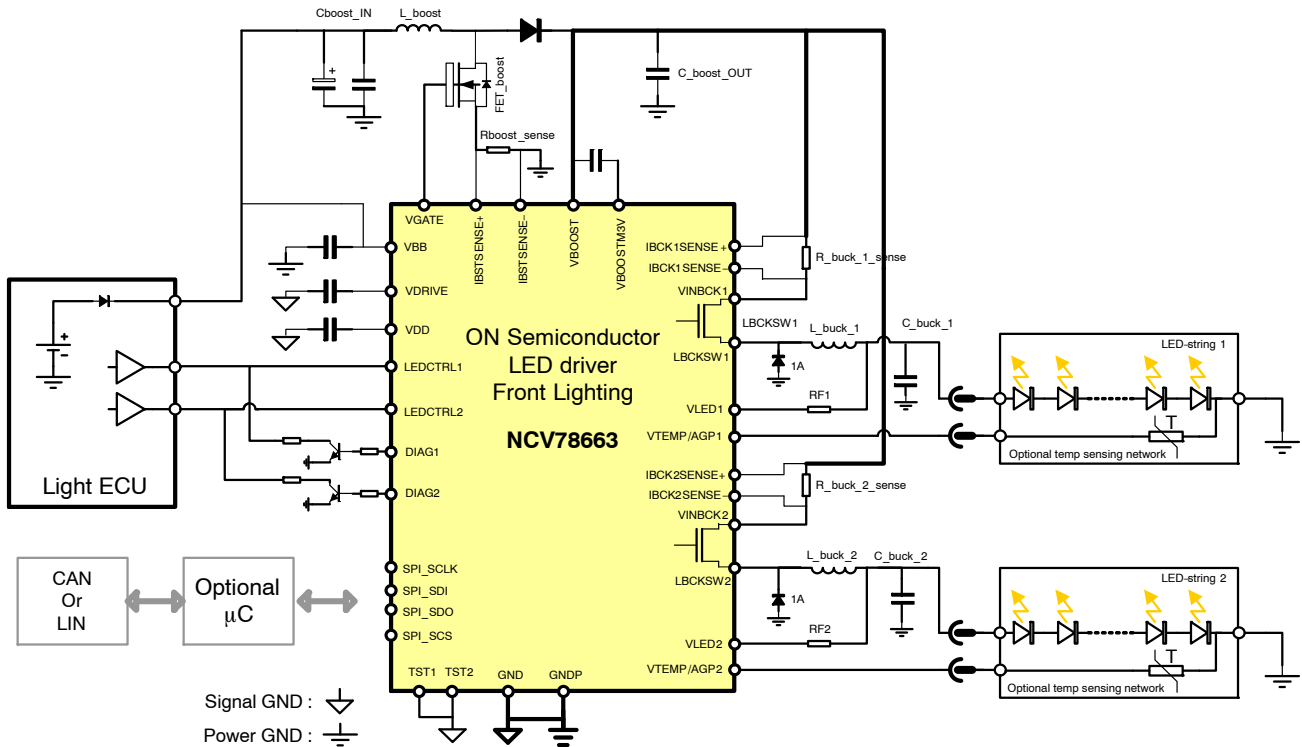 Cboost_IN
L_boost
C_boost_OUT
FET_boost
Rboost_sense
VGATE
IBSTSENSE+
IBSTSENSE−
VBOOST
VBOOSTM3V
VBB
VDRIVE
VDD
LEDCTRL1
LEDCTRL2
DIAG1
DIAG2
SPI_SCLK
SPI_SDI
SPI_SDO
SPI_SCS
TST1
TST2
GND
GNDP
ON Semiconductor
LED driver
Front Lighting
NCV78663
IBCK1SENSE+
IBCK1SENSE−
VINBCK1
LBCKSW1
LBCKSW1
VLED1
VTEMP/AGP1
IBCK2SENSE+
IBCK2SENSE−
VINBCK2
LBCKSW2
VLED2
VTEMP/AGP2
R_buck_1_sense
L_buck_1
C_buck_1
1A
RF1
R_buck_2_sense
L_buck_2
C_buck_2
1A
RF2
LED-string 1
T
Optional temp sensing network
LED-string 2
T
Optional temp sensing network
+
+
−
Light ECU
CAN
Or
LIN
Optional
μC
Signal GND :
Power GND :